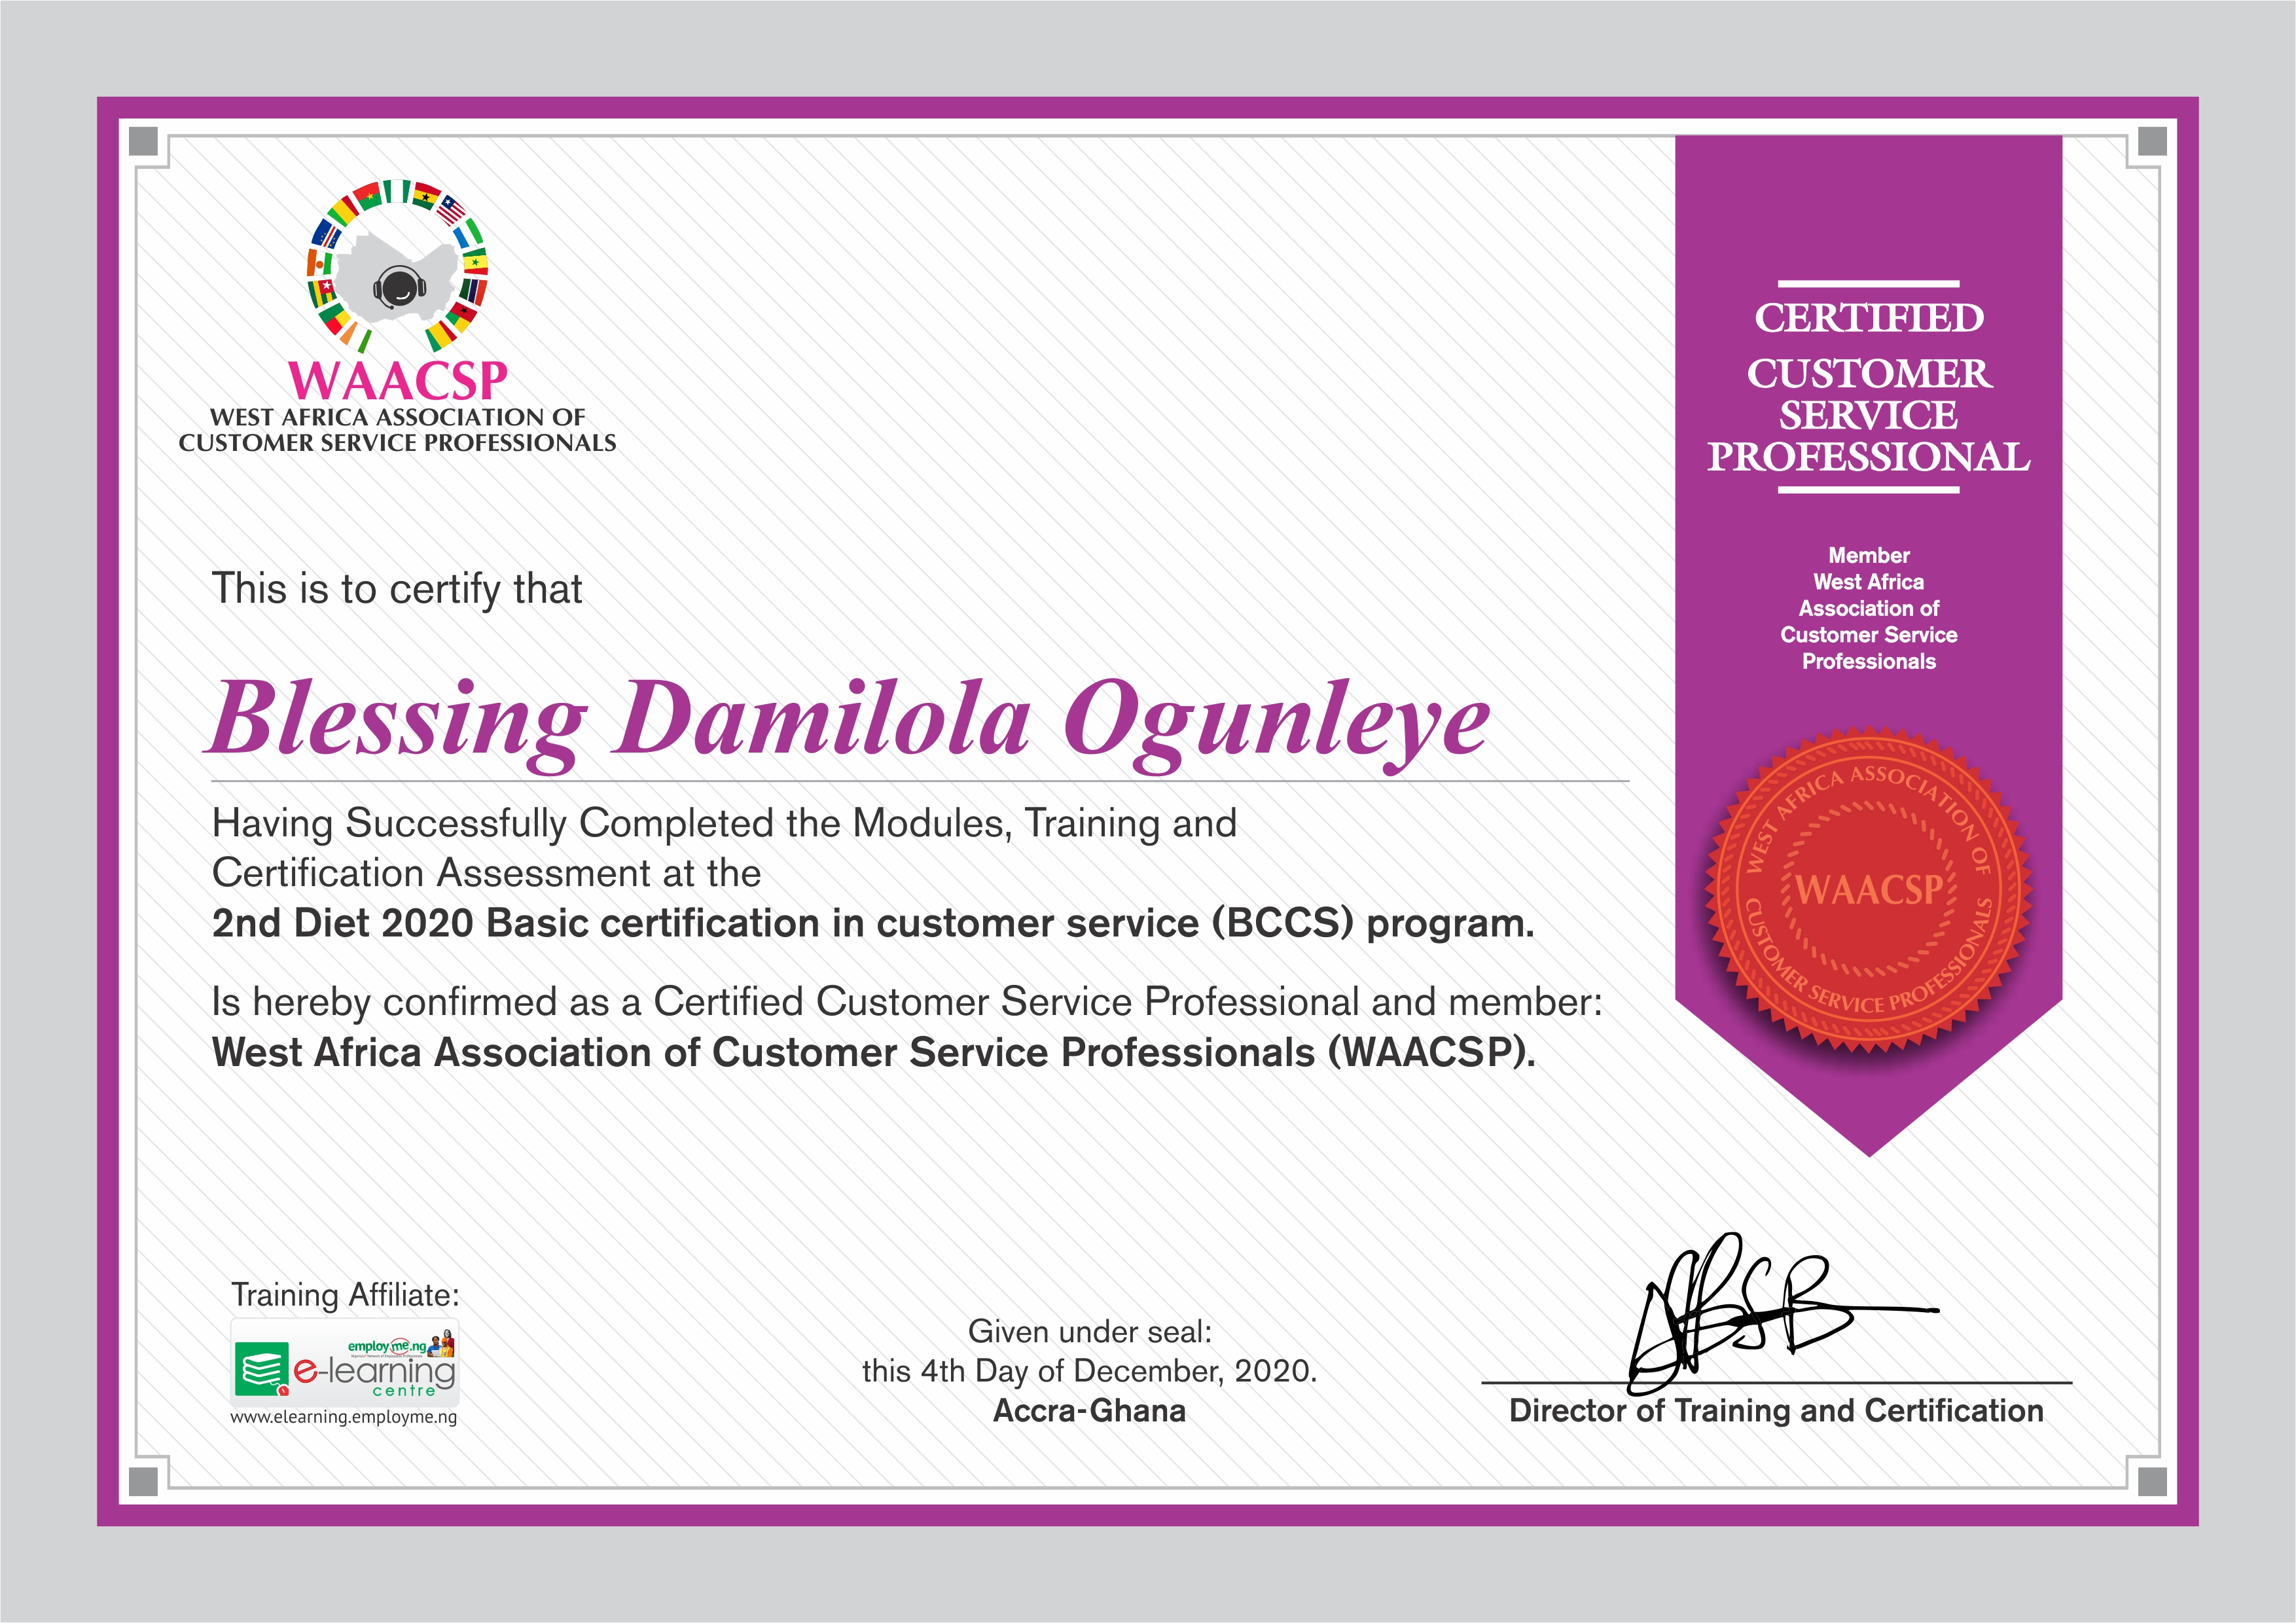 WAACSP
WEST AFRICA ASSOCIATION OF
CUSTOMER SERVICE PROFESSIONALS
CERTIFIED
CUSTOMER
SERVICE
PROFESSIONAL
Member
West Africa
Association of
Customer Service
Professionals
This is to certify that
Blessing Damilola Ogunleye
Having Successfully Completed the Modules, Training and
Certification Assessment at the
2nd Diet 2020 Basic certification in customer service (BCCS) program.
Is hereby confirmed as a Certified Customer Service Professional and member:
West Africa Association of Customer Service Professionals (WAACSP).
WEST AFRICA ASSOCIATION OF
WAACSP
CUSTOMER SERVICE PROFESSIONALS
Training Affiliate:
employme.ng
e-learning
centre
www.elearning.employme.ng
Given under seal:
this 4th Day of December, 2020.
Accra-Ghana
Director of Training and Certification